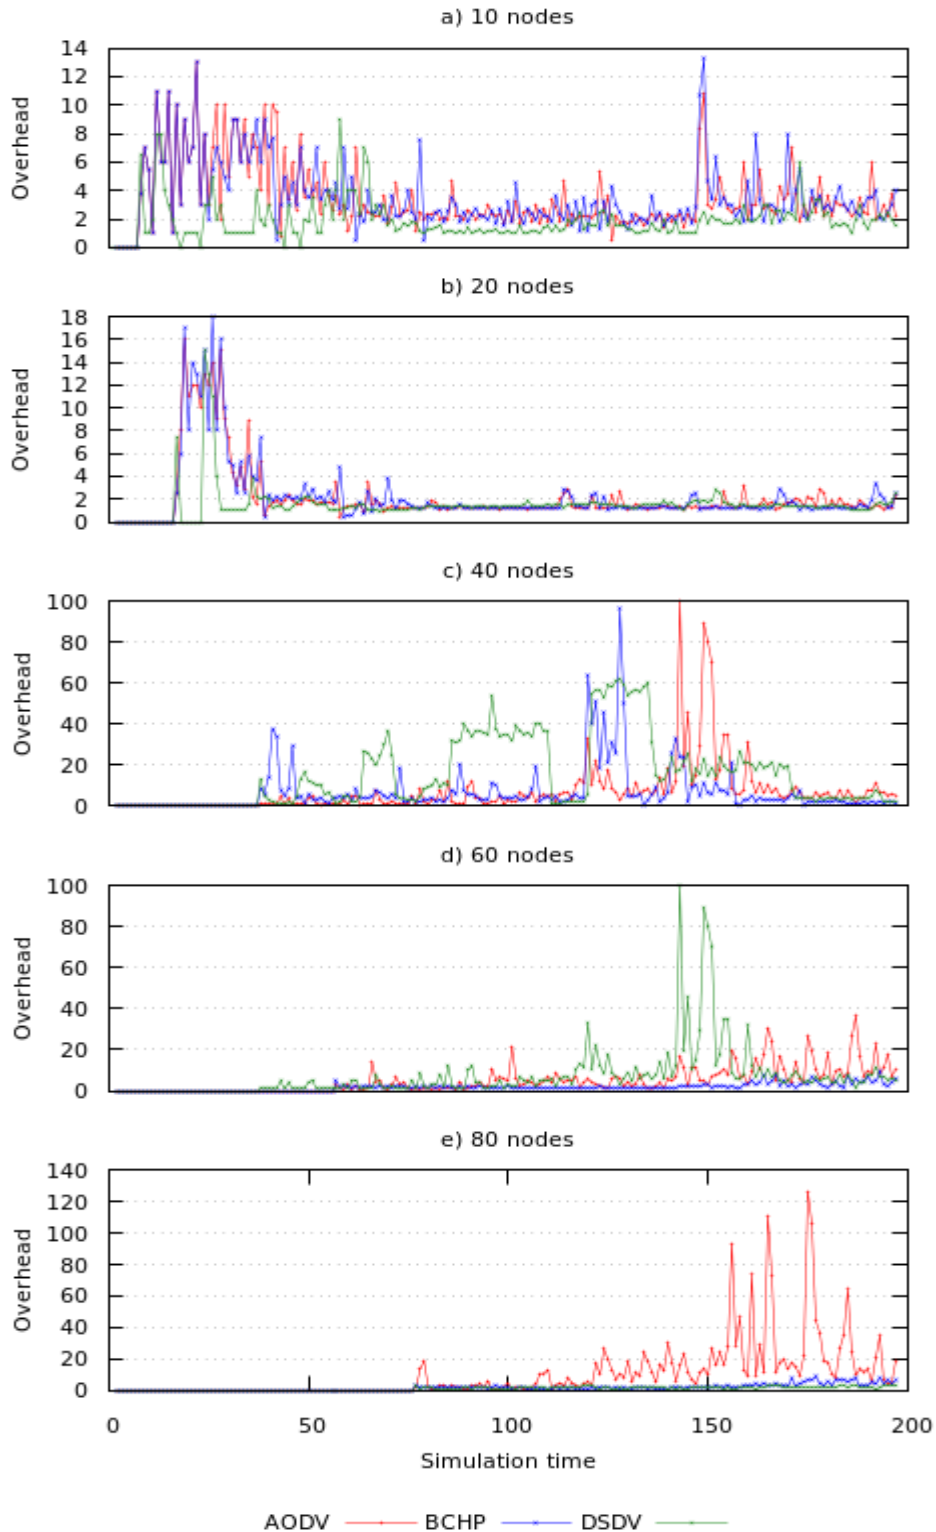 a) 10 nodes
14
12
10
8
6
4
2
0
Overhead
b) 20 nodes
18
16
14
12
10
8
6
4
2
0
Overhead
c) 40 nodes
100
80
60
40
20
0
Overhead
d) 60 nodes
100
80
60
40
20
0
Overhead
e) 80 nodes
140
120
100
80
60
40
20
0
Overhead
0 50 100 150 200
Simulation time
AODV BCHP DSDV